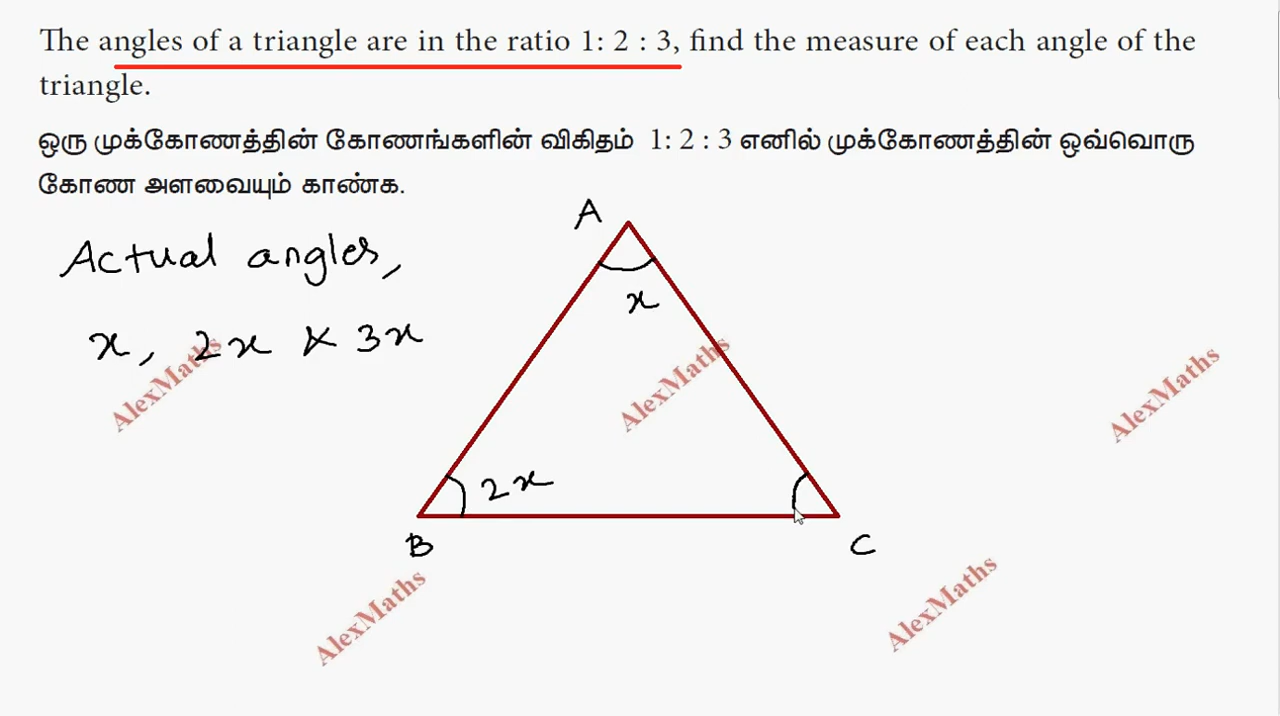 The angles of a triangle are in the ratio 1: 2 : 3, find the measure of each angle of the
triangle.
ஒரு முக்கோணத்தின் கோணங்களின் விகிதம் 1: 2 : 3 எனில் முக்கோணத்தின் ஒவ்வொரு
கோண அளவையும் காண்க.
A
Actual angles,
x
x, 2x & 3x
AlexMaths
AlexMaths
AlexMaths
2x
B
C
AlexMaths
AlexMaths